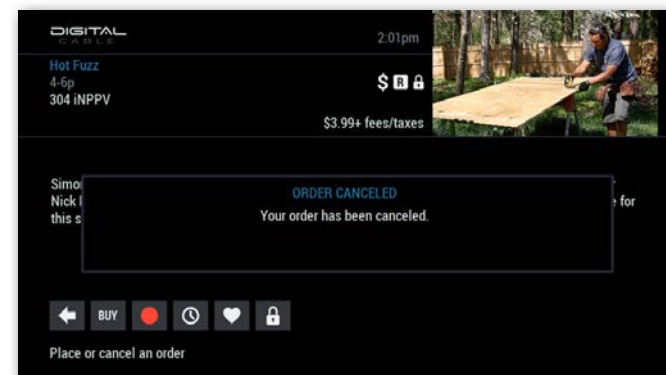 DIGITAL
CABLE
2:01pm
Hot Fuzz
4-6p
304 iNPPV
$ R
$3.99+ fees/taxes
Nick
this s
for
ORDER CANCELED
Your order has been canceled.
BUY
Place or cancel an order